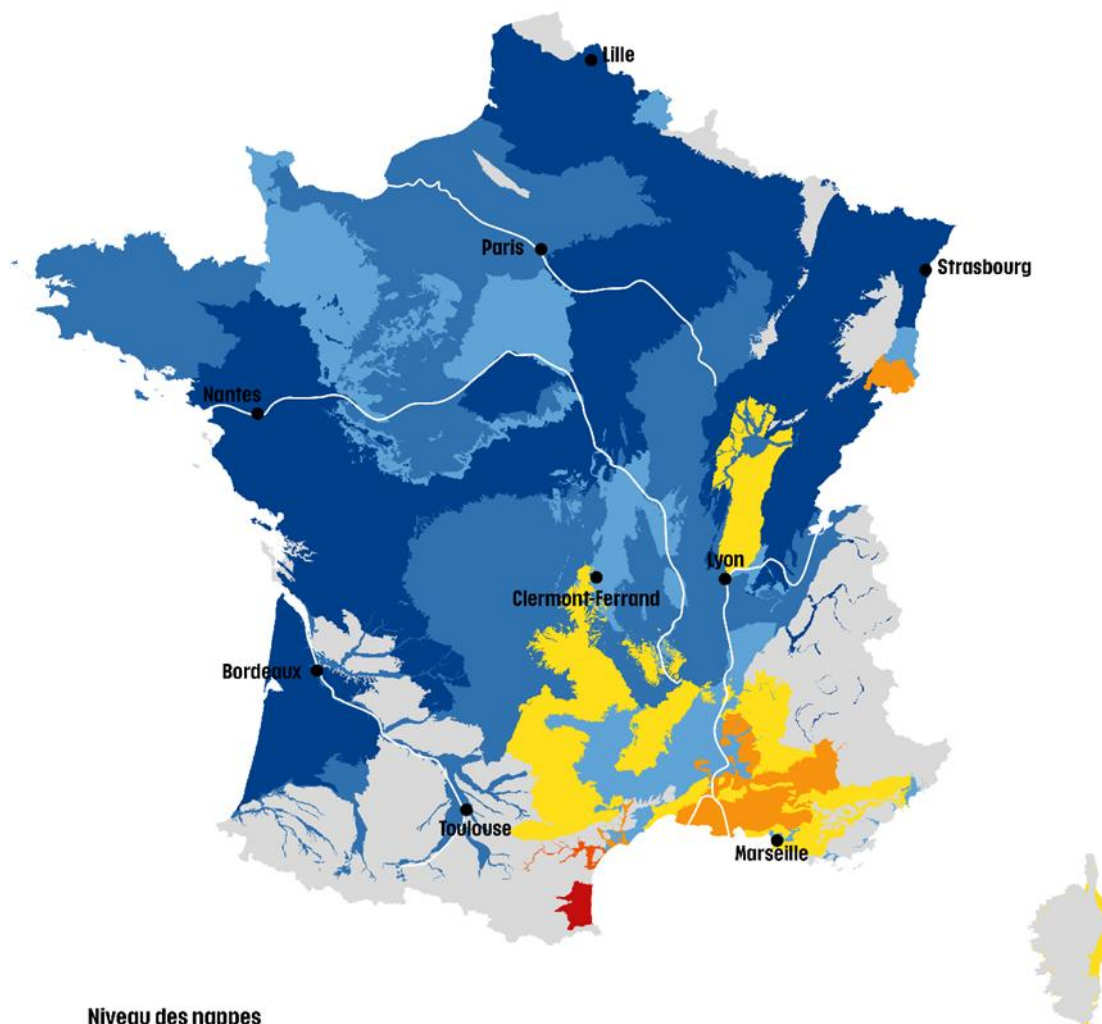 Lille
Paris
Strasbourg
Nantes
Lyon
Clermont-Ferrand
Bordeaux
Toulouse
Marseille
Niveau des nappes